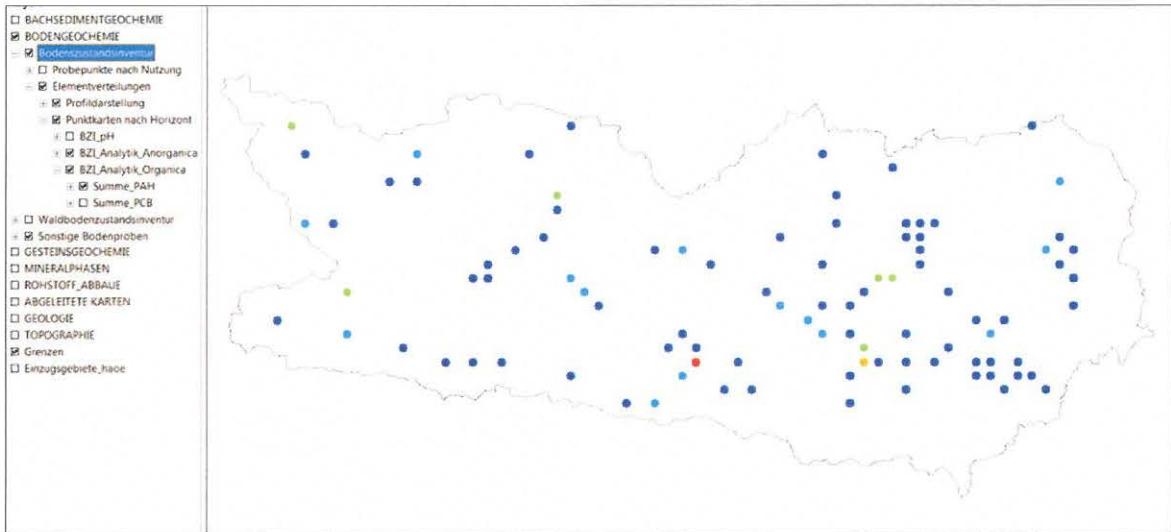 BACHSEDIMENTGEOCHEMIE
BODENGEOCHEMIE
Bodenzustandsinventur
Probepunkte nach Nutzung
Elementverteilungen
Profildarstellung
Punktkarten nach Horizont
BZI_pH
BZI_Analytik_Anorganica
BZI_Analytik_Organica
Summe_PAH
Summe_PCB
Waldbodenzustandsinventur
Sonstige Bodenproben
GESTEINSGEOCHEMIE
MINERALPHASEN
ROHSTOFF_ABBAUE
ABGELEITETE KARTEN
GEOLOGIE
TOPOGRAPHIE
Grenzen